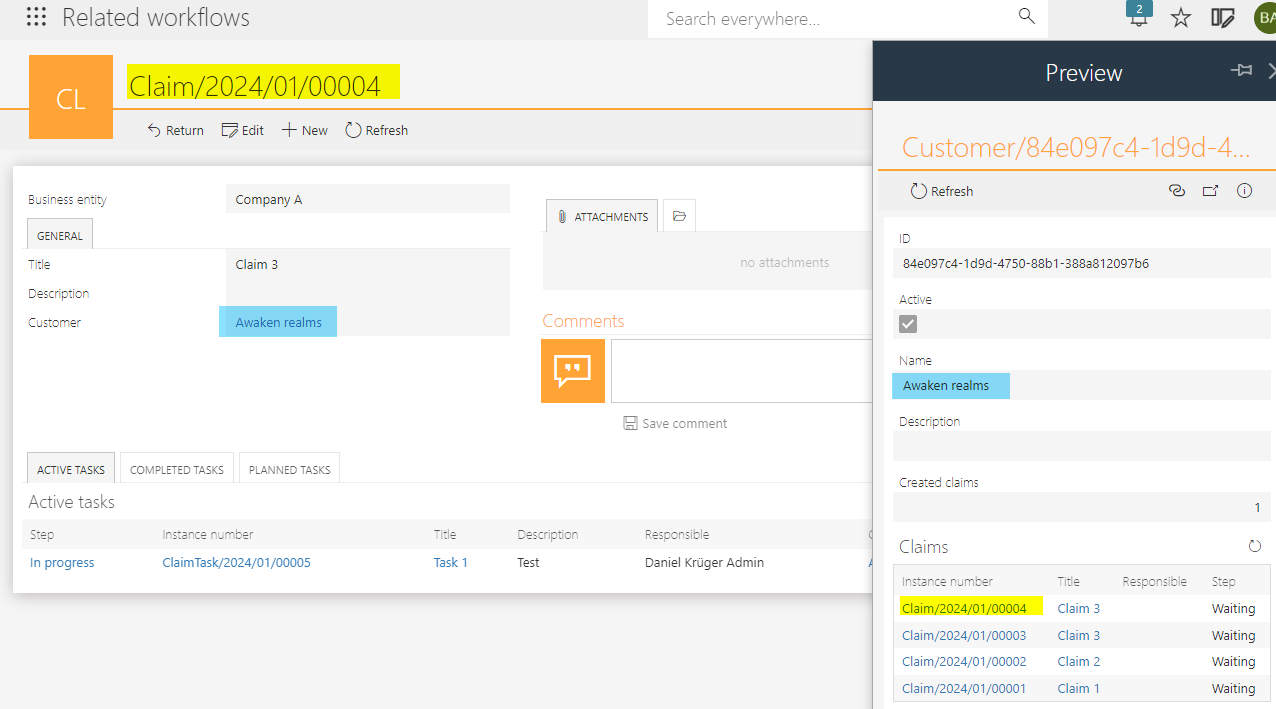 Related workflows
Search everywhere...
2
BA
CL
Claim/2024/01/00004
Return
Edit
New
Refresh
Business entity
Company A
GENERAL
Title
Claim 3
Description
Customer
Awaken realms
ATTACHMENTS
no attachments
Comments
Save comment
ACTIVE TASKS
COMPLETED TASKS
PLANNED TASKS
Active tasks
Step Instance number Title Description Responsible
In progress ClaimTask/2024/01/00005 Task 1 Test Daniel Krüger Admin
Preview
Customer/84e097c4-1d9d-4...
Refresh
ID
84e097c4-1d9d-4750-88b1-388a812097b6
Active
Name
Awaken realms
Description
Created claims
1
Claims
Instance number Title Responsible Step
Claim/2024/01/00004 Claim 3 Waiting
Claim/2024/01/00003 Claim 3 Waiting
Claim/2024/01/00002 Claim 2 Waiting
Claim/2024/01/00001 Claim 1 Waiting